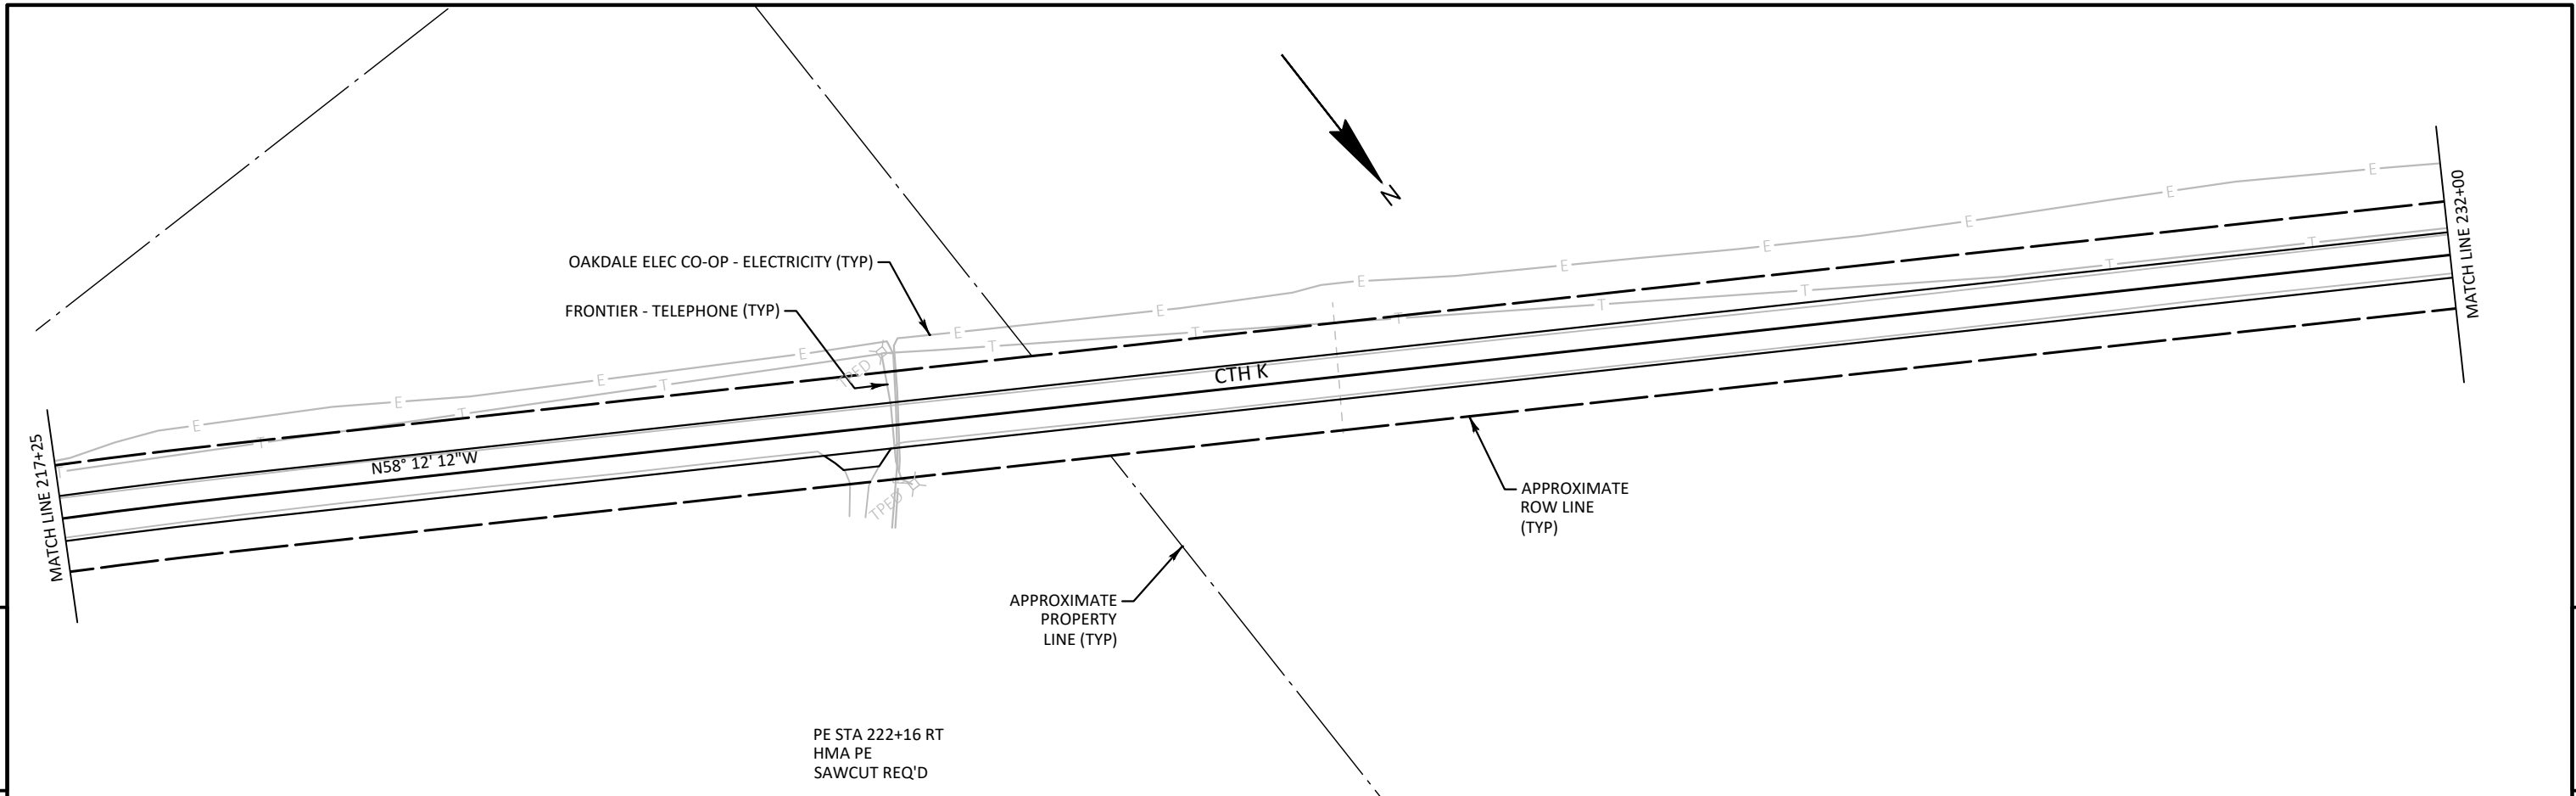 N
OAKDALE ELEC CO-OP - ELECTRICITY (TYP)
FRONTIER - TELEPHONE (TYP)
E
E
E
E
E
E
E
E
E
E
E
E
T
T
T
T
T
T
T
T
T
T
T
TPED
TPED
CTH K
N58° 12' 12"W
MATCH LINE 217+25
MATCH LINE 232+00
APPROXIMATE
ROW LINE
(TYP)
APPROXIMATE
PROPERTY
LINE (TYP)
PE STA 222+16 RT
HMA PE
SAWCUT REQ'D